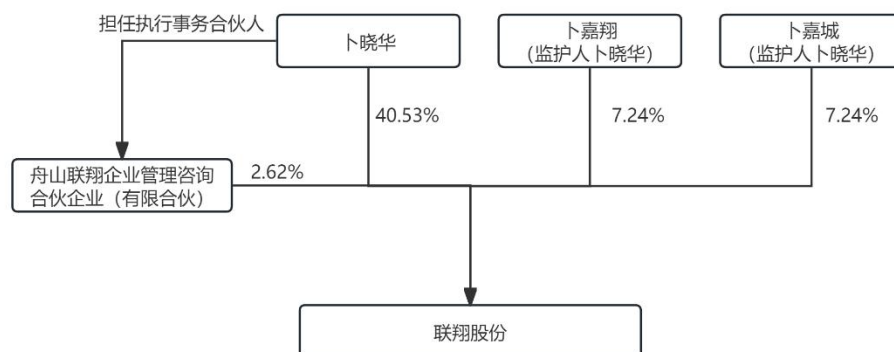 担任执行事务合伙人
卜晓华
卜嘉翔
(监护人卜晓华)
卜嘉城
(监护人卜晓华)
40.53%
7.24%
7.24%
舟山联翔企业管理咨询
合伙企业（有限合伙）
2.62%
联翔股份